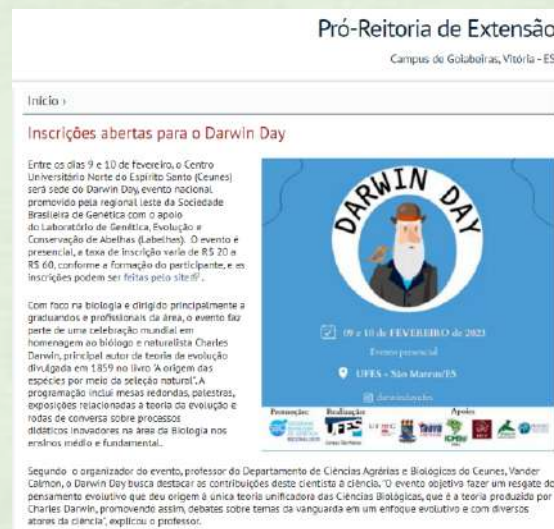 Pró-Reitoria de Extensão
Campus de Goiabeiras, Vitória - ES
Início ›
Inscrições abertas para o Darwin Day
Entre os dias 9 e 10 de fevereiro, o Centro
Universitário Norte do Espírito Santo (Ceunes)
será sede do Darwin Day, evento nacional
promovido pela regional leste da Sociedade
Brasileira de Genética com o apoio
do Laboratório de Genética, Evolução e
Conservação de Abelhas (Labelhas). O evento é
presencial, a taxa de inscrição varia de R$ 20 a
R$ 60, conforme a formação do participante, e as
inscrições podem ser feitas pelo site.
Com foco na biologia e dirigido principalmente a
graduandos e profissionais da área, o evento faz
parte de uma celebração mundial em
homenagem ao biólogo e naturalista Charles
Darwin, principal autor da teoria da evolução
divulgada em 1859 no livro "A origem das
espécies por meio da seleção natural". A
programação inclui mesas redondas, palestras,
exposições relacionadas a teoria da evolução e
rodas de conversa sobre processos
didáticos inovadores na área da Biologia nos
ensinos médio e fundamental.
DARWIN DAY
09 e 10 de FEVEREIRO de 2023
Evento presencial
UFES - São Mateus/ES
darwindayufes
Promoção: Realização Apoio
UFES
Segundo o organizador do evento, professor do Departamento de Ciências Agrárias e Biológicas do Ceunes, Vander
Calmon, o Darwin Day busca destacar as contribuições deste cientista à ciência. "O evento objetiva fazer um resgate do
pensamento evolutivo que deu origem à única teoria unificadora das Ciências Biológicas, que é a teoria produzida por
Charles Darwin, promovendo assim, debates sobre temas da vanguarda em um enfoque evolutivo e com diversos
atores da ciência", explicou o professor.